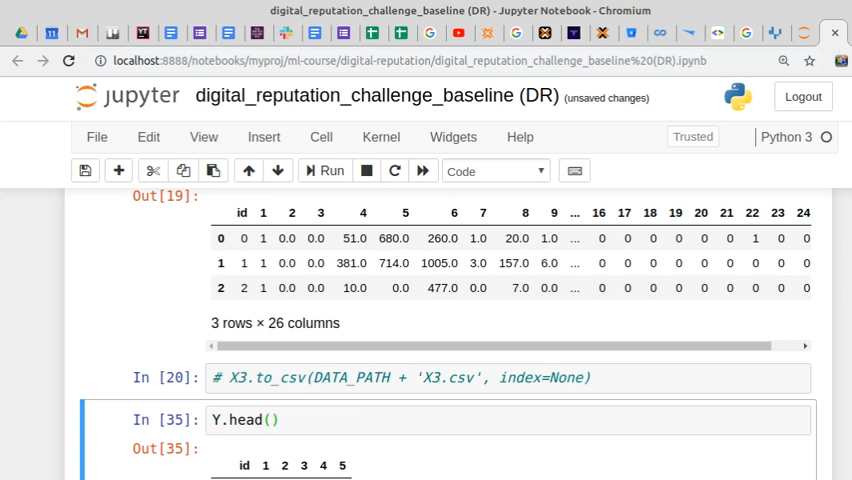 digital_reputation_challenge_baseline (DR) - Jupyter Notebook - Chromium
localhost:8888/notebooks/myproj/ml-course/digital-reputation/digital_reputation_challenge_baseline%20(DR).ipynb
jupyter digital_reputation_challenge_baseline (DR) (unsaved changes) Logout
File Edit View Insert Cell Kernel Widgets Help Trusted Python 3
Run Code
Out[19]:
id 1 2 3 4 5 6 7 8 9 ... 16 17 18 19 20 21 22 23 24
0 0 1 0.0 0.0 51.0 680.0 260.0 1.0 20.0 1.0 ... 0 0 0 0 0 0 1 0 0
1 1 1 0.0 0.0 381.0 714.0 1005.0 3.0 157.0 6.0 ... 0 0 0 0 0 0 0 0 0
2 2 1 0.0 0.0 10.0 0.0 477.0 0.0 7.0 0.0 ... 0 0 0 0 0 0 0 0 0
3 rows × 26 columns
In [20]: # X3.to_csv(DATA_PATH + 'X3.csv', index=None)
In [35]: Y.head()
Out[35]:
id 1 2 3 4 5